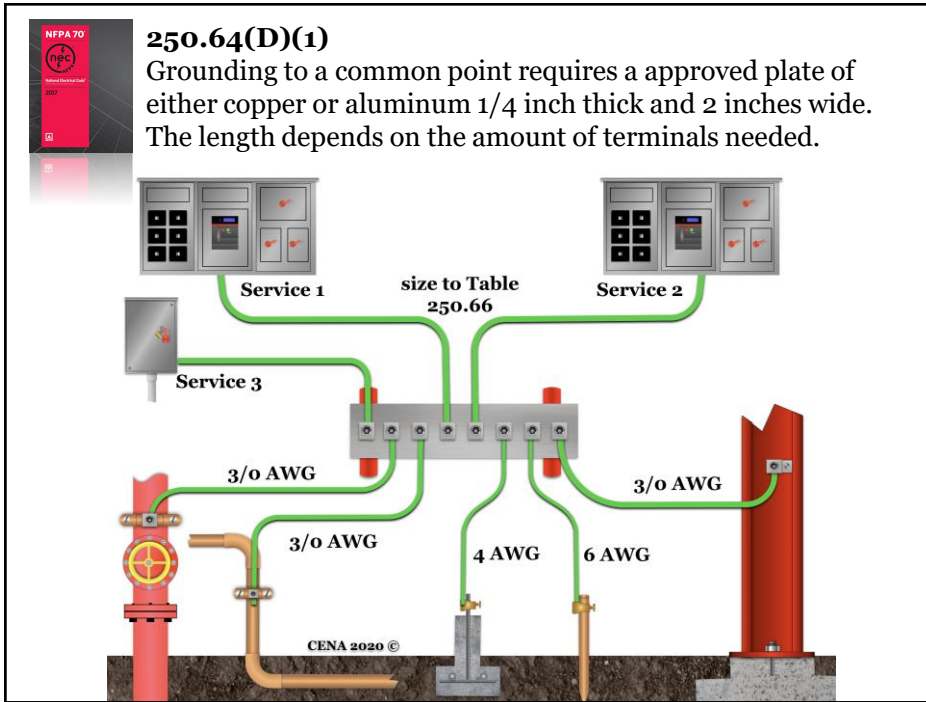 NFPA 70
nec
National Electrical Code
2017
250.64(D)(1)
Grounding to a common point requires a approved plate of
either copper or aluminum 1/4 inch thick and 2 inches wide.
The length depends on the amount of terminals needed.
Service 1
size to Table
250.66
Service 2
Service 3
3/0 AWG
3/0 AWG
4 AWG
6 AWG
3/0 AWG
CENA 2020 ©